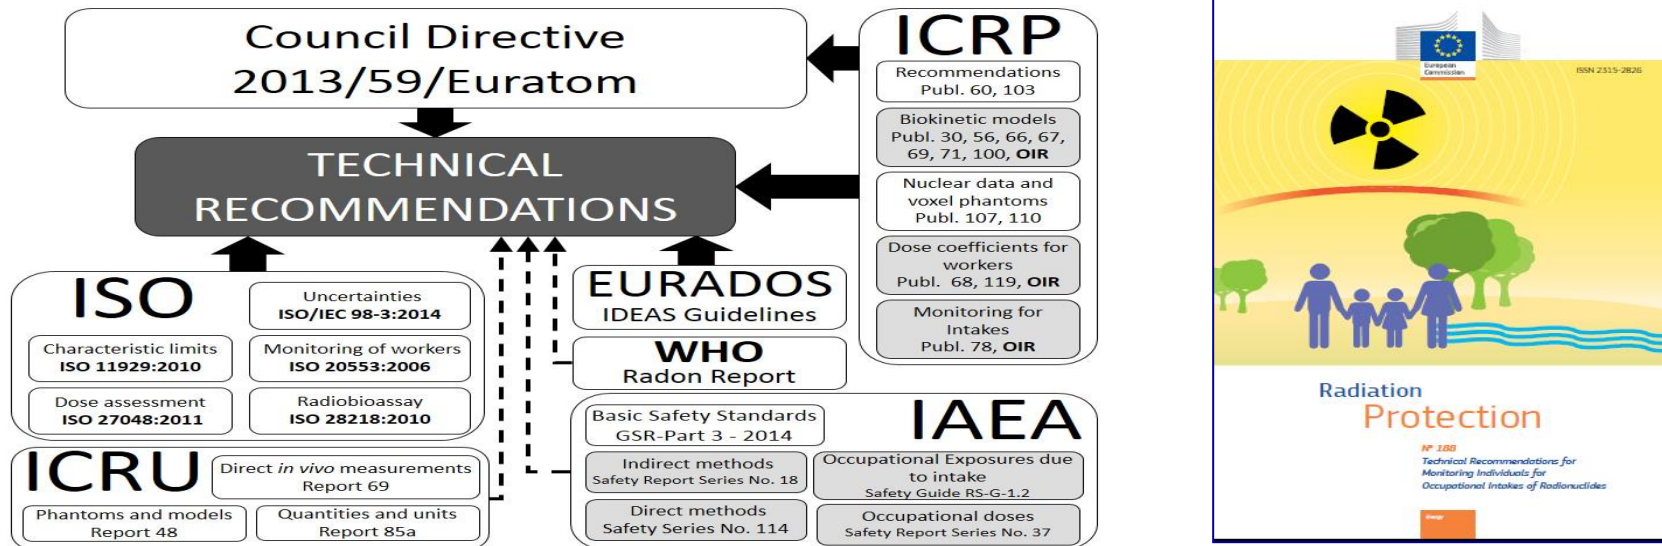 Council Directive
2013/59/Euratom
TECHNICAL
RECOMMENDATIONS
ICRP
Recommendations
Publ. 60, 103
Biokinetic models
Publ. 30, 56, 66, 67,
69, 71, 100, OIR
Nuclear data and
voxel phantoms
Publ. 107, 110
Dose coefficients for
workers
Publ. 68, 119, OIR
Monitoring for
Intakes
Publ. 78, OIR
ISO
Uncertainties
ISO/IEC 98-3:2014
Characteristic limits
ISO 11929:2010
Monitoring of workers
ISO 20553:2006
Dose assessment
ISO 27048:2011
Radiobioassay
ISO 28218:2010
EURADOS
IDEAS Guidelines
WHO
Radon Report
ICRU
Direct in vivo measurements
Report 69
Phantoms and models
Report 48
Quantities and units
Report 85a
IAEA
Basic Safety Standards
GSR-Part 3 - 2014
Indirect methods
Safety Report Series No. 18
Occupational Exposures due
to intake
Safety Guide RS-G-1.2
Direct methods
Safety Series No. 114
Occupational doses
Safety Report Series No. 37
European
Commission
ISSN 2315-2826
Radiation
Protection
N° 188
Technical Recommendations for
Monitoring Individuals for
Occupational Intakes of Radionuclides
Energy